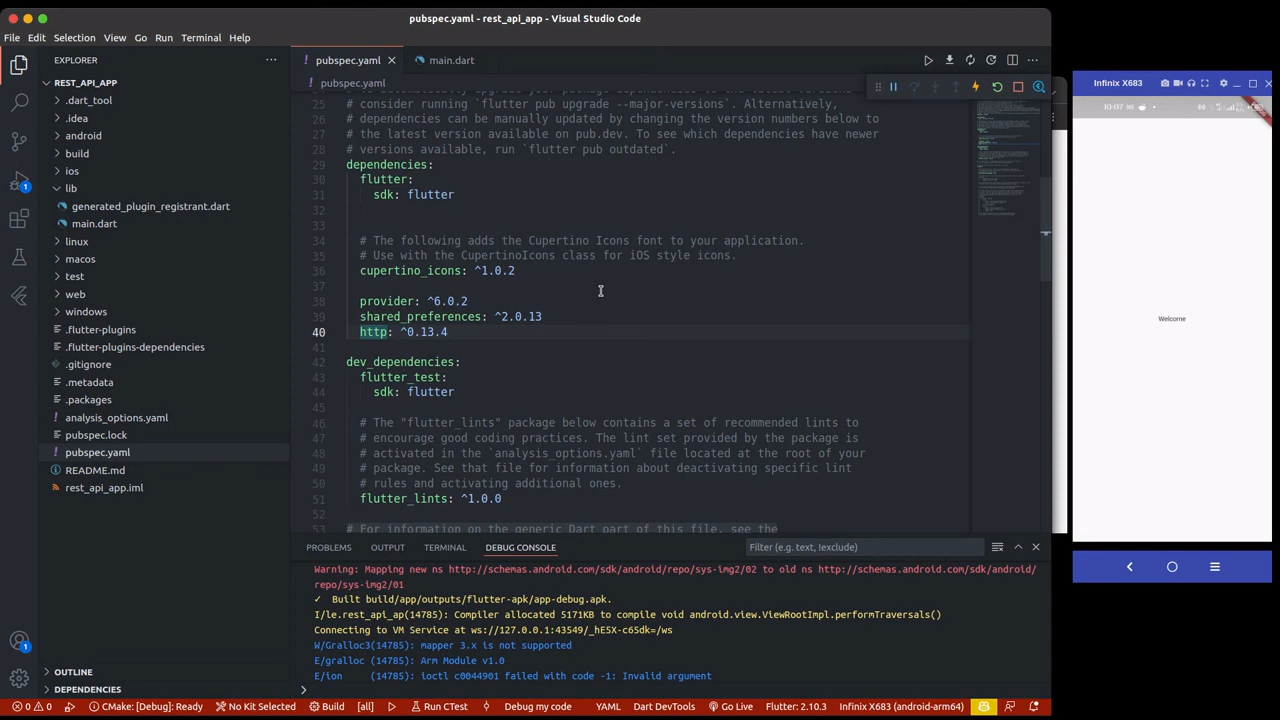 pubspec.yaml - rest_api_app - Visual Studio Code
File Edit Selection View Go Run Terminal Help
EXPLORER
REST_API_APP
.dart_tool
.idea
android
build
ios
lib
generated_plugin_registrant.dart
main.dart
linux
macos
test
web
windows
.flutter-plugins
.flutter-plugins-dependencies
.gitignore
.metadata
.packages
analysis_options.yaml
pubspec.lock
pubspec.yaml
README.md
rest_api_app.iml
OUTLINE
DEPENDENCIES
1
1
pubspec.yaml main.dart
pubspec.yaml
25 #
26 # consider running `flutter pub upgrade --major-versions`. Alternatively,
26 # dependencies can be manually updated by changing the version numbers below to
27 # the latest version available on pub.dev. To see which dependencies have newer
28 # versions available, run `flutter pub outdated`.
29 dependencies:
30 flutter:
31 sdk: flutter
32
33
34 # The following adds the Cupertino Icons font to your application.
35 # Use with the CupertinoIcons class for iOS style icons.
36 cupertino_icons: ^1.0.2
37
38 provider: ^6.0.2
39 shared_preferences: ^2.0.13
40 http: ^0.13.4
41
42 dev_dependencies:
43 flutter_test:
44 sdk: flutter
45
46 # The "flutter_lints" package below contains a set of recommended lints to
47 # encourage good coding practices. The lint set provided by the package is
48 # activated in the `analysis_options.yaml` file located at the root of your
49 # package. See that file for information about deactivating specific lint
50 # rules and activating additional ones.
51 flutter_lints: ^1.0.0
52
53 # For information on the generic Dart part of this file, see the
PROBLEMS OUTPUT TERMINAL DEBUG CONSOLE
Filter (e.g. text, !exclude)
Warning: Mapping new ns http://schemas.android.com/sdk/android/repo/sys-img2/02 to old ns http://schemas.android.com/sdk/android/
repo/sys-img2/01
✓ Built build/app/outputs/flutter-apk/app-debug.apk.
I/le.rest_api_ap(14785): Compiler allocated 5171KB to compile void android.view.ViewRootImpl.performTraversals()
Connecting to VM Service at ws://127.0.0.1:43549/_hE5X-c65dk=/ws
W/Gralloc3(14785): mapper 3.x is not supported
E/gralloc (14785): Arm Module v1.0
E/ion (14785): ioctl c0044901 failed with code -1: Invalid argument
0 0 CMake: [Debug]: Ready No Kit Selected Build [all] Run CTest Debug my code YAML Dart DevTools Go Live Flutter: 2.10.3 Infinix X683 (android-arm64)
Infinix X683
10:07
Welcome